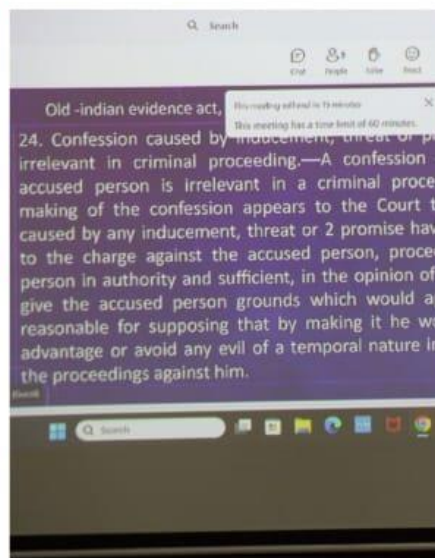 Search
Chat People Raise React
This meeting will end in 15 minutes
This meeting has a time limit of 60 minutes.
Old -indian evidence act,
24. Confession caused by inducement, threat or
irrelevant in criminal proceeding.—A confession
accused person is irrelevant in a criminal
making of the confession appears to the Court
caused by any inducement, threat or 2 promise
to the charge against the accused person,
person in authority and sufficient, in the opinion of
give the accused person grounds which would
reasonable for supposing that by making it he
advantage or avoid any evil of a temporal nature
the proceedings against him.
Search